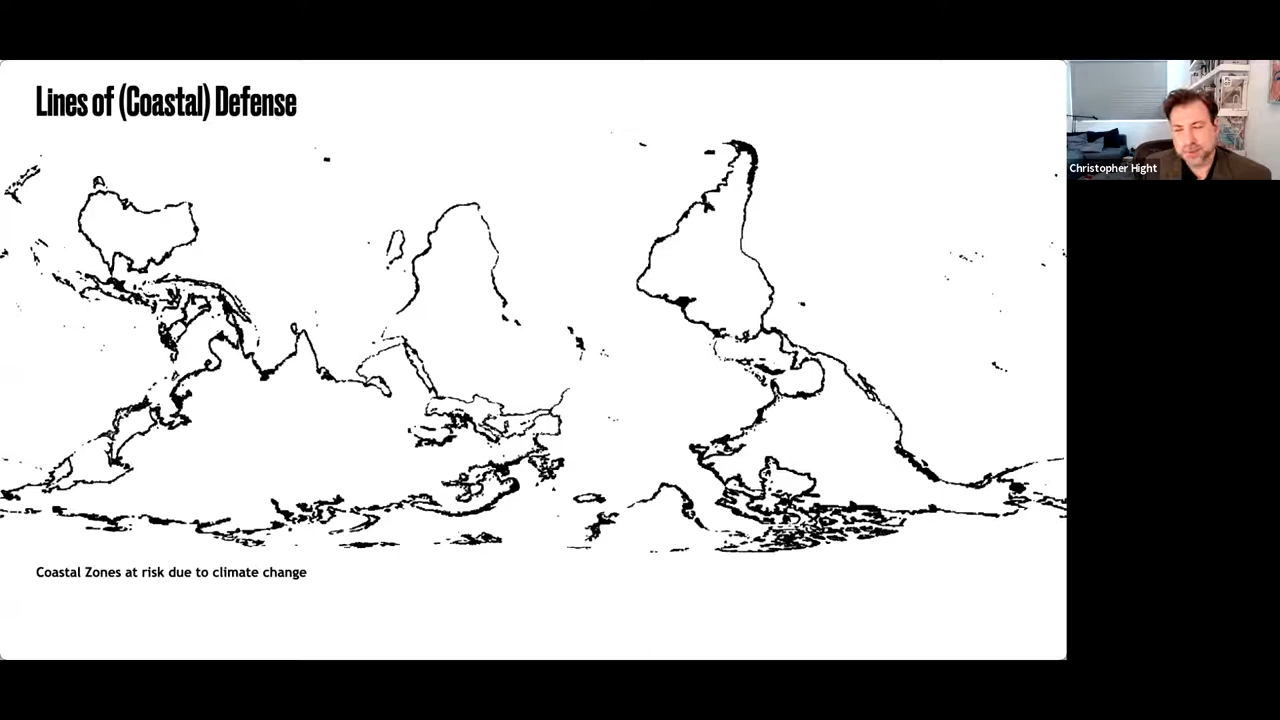 Lines of (Coastal) Defense
Christopher Hight
Coastal Zones at risk due to climate change